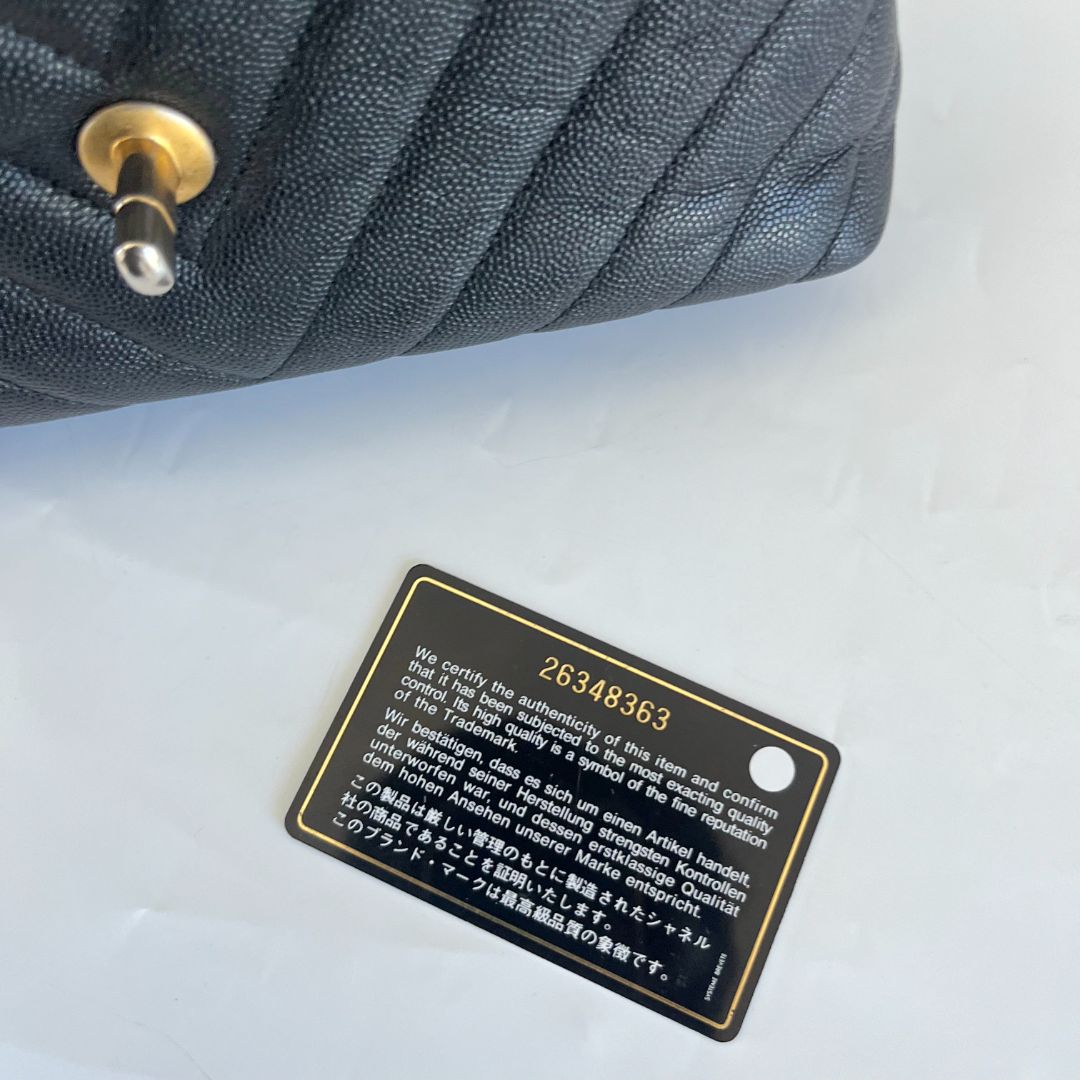 26348363
We certify the authenticity of this item and confirm
that it has been subjected to the most exacting quality
control. Its high quality is a symbol of the fine reputation
of the Trademark.
Wir bestätigen, dass es sich um einen Artikel handelt,
der während seiner Herstellung strengsten Kontrollen
unterworfen war, und dessen erstklassige Qualität
dem hohen Ansehen unserer Marke entspricht.
この製品は厳しい管理のもとに製造されたシャネル
社の商品であることを証明いたします。
このブランド・マークは最高級品質の象徴です。
SYSTEME BREVETE